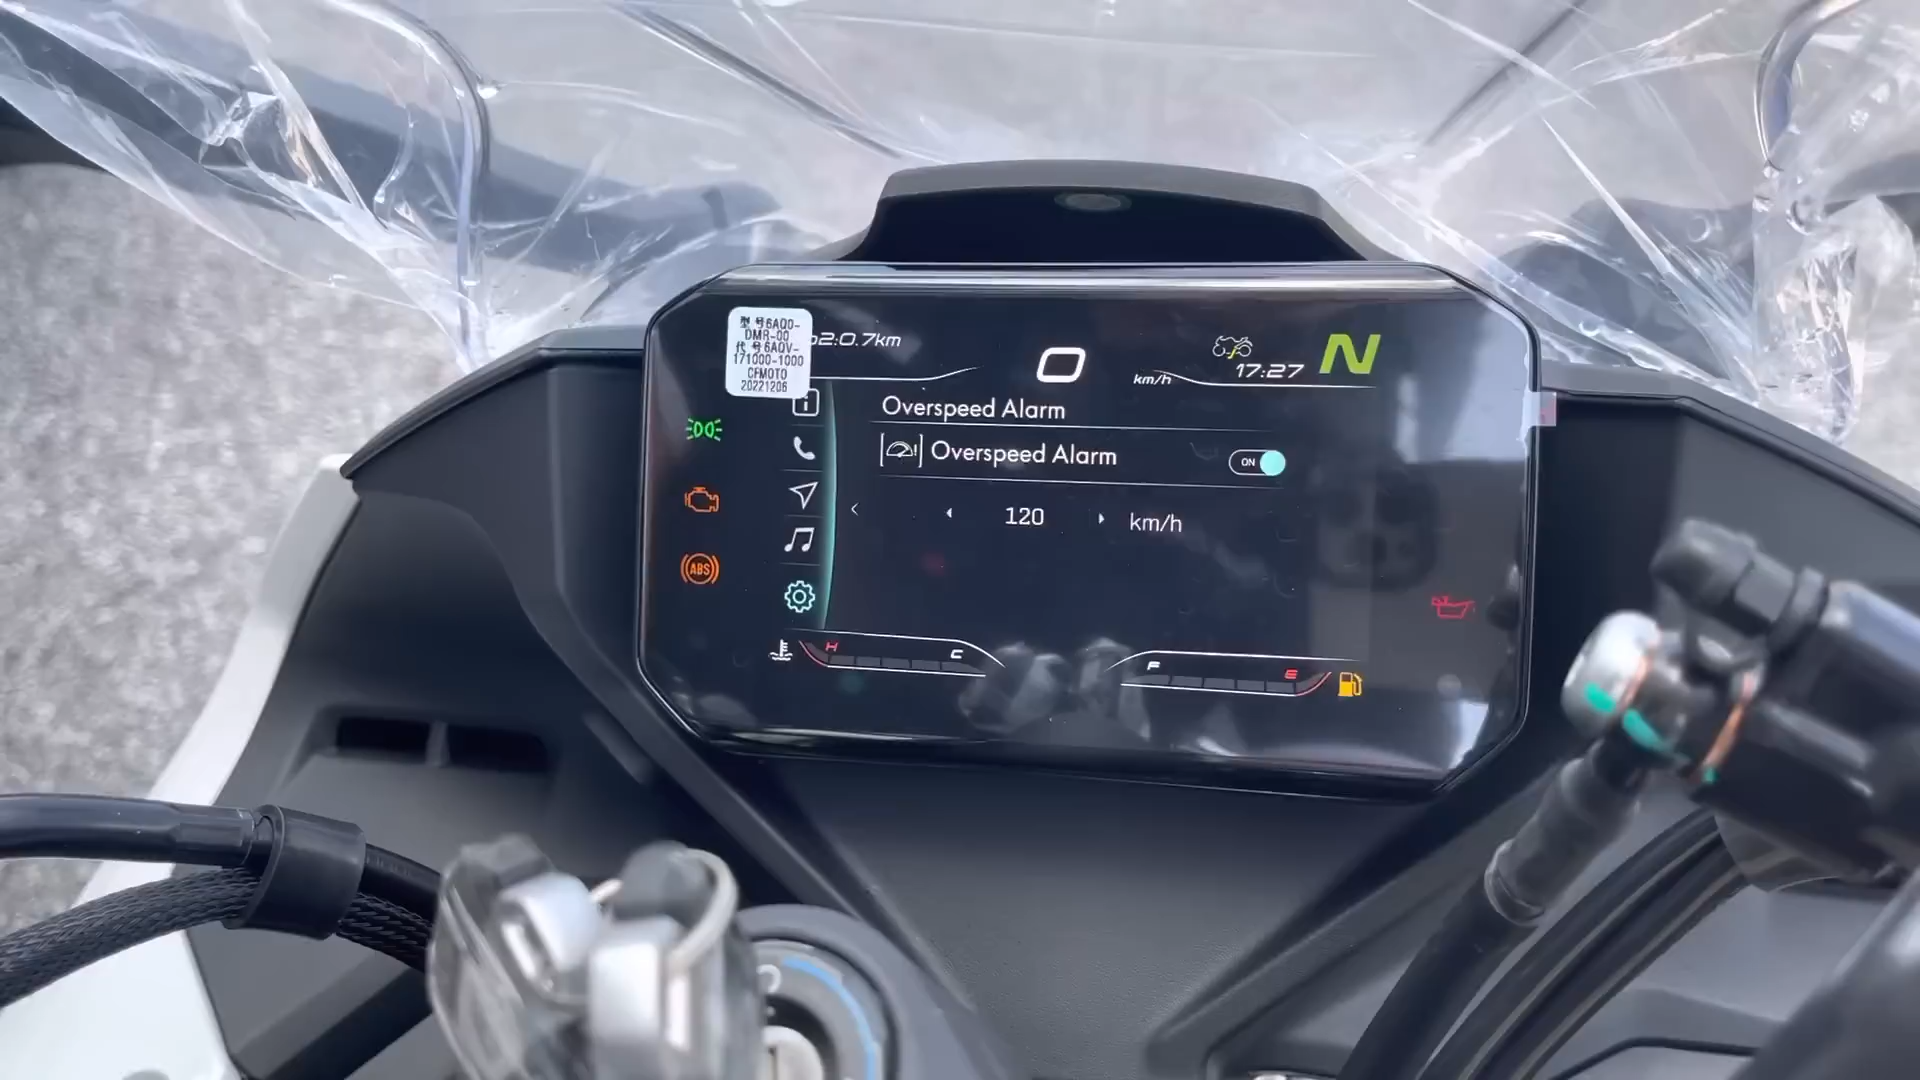 型 号6AQ0-
DMR-00
代 号6AQV-
171000-1000
CFMOTO
20221206
2:0.7km
0
km/h
17:27
N
Overspeed Alarm
Overspeed Alarm
ON
120
km/h
ABS
H
C
F
E